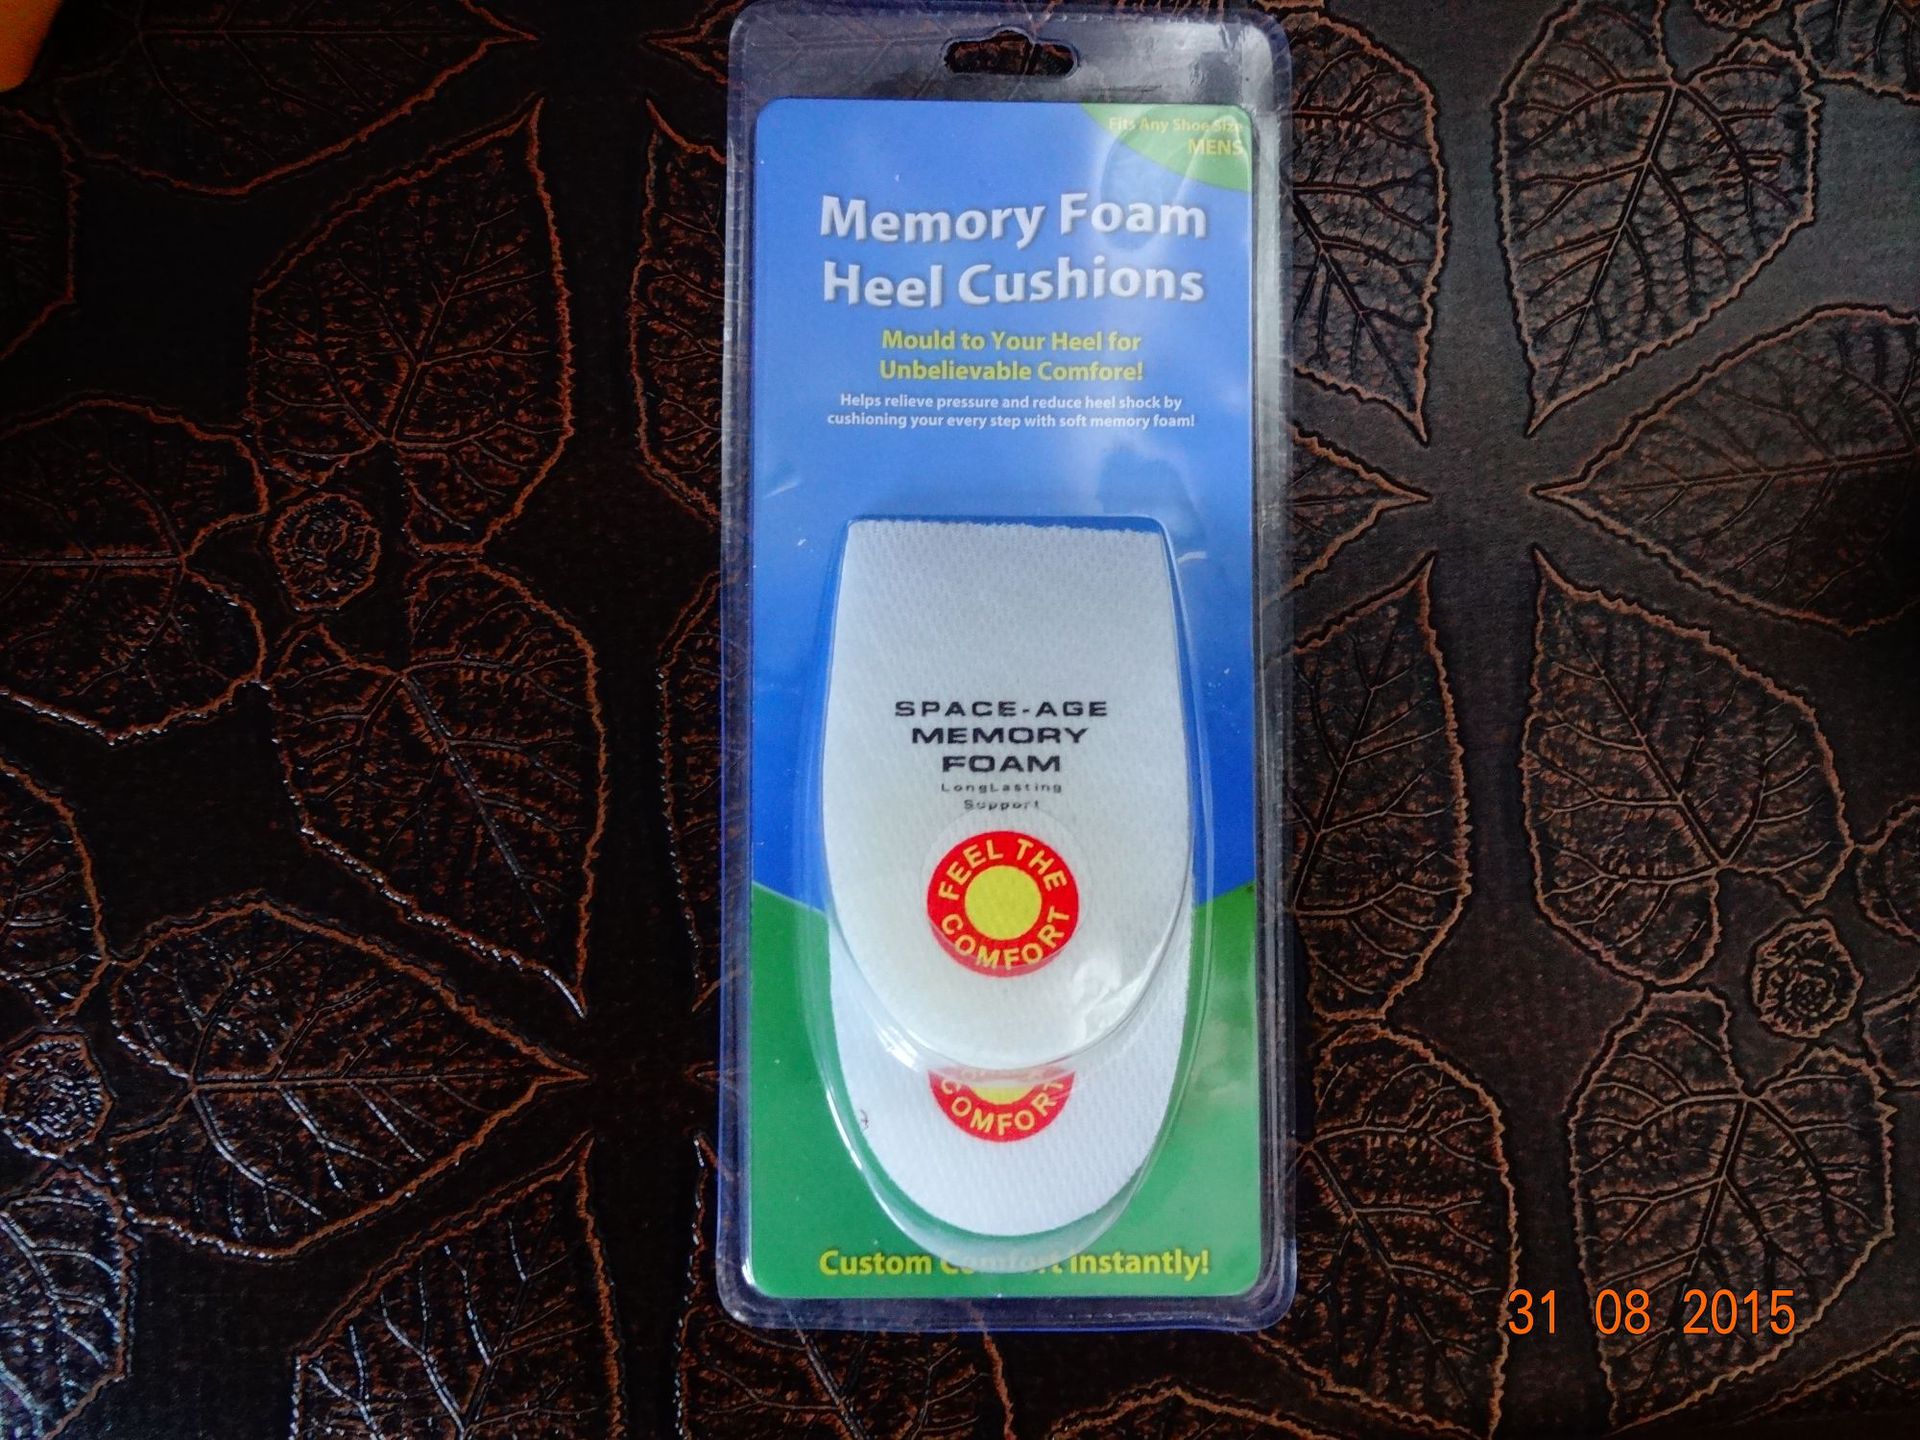 Fits Any Shoe Size
MENS
Memory Foam
Heel Cushions
Mould to Your Heel for
Unbelievable Comfore!
Helps relieve pressure and reduce heel shock by
cushioning your every step with soft memory foam!
SPACE-AGE
MEMORY
FOAM
LongLasting
Support
FEEL THE
COMFORT
COMFORT
Custom Comfort Instantly!
31 08 2015